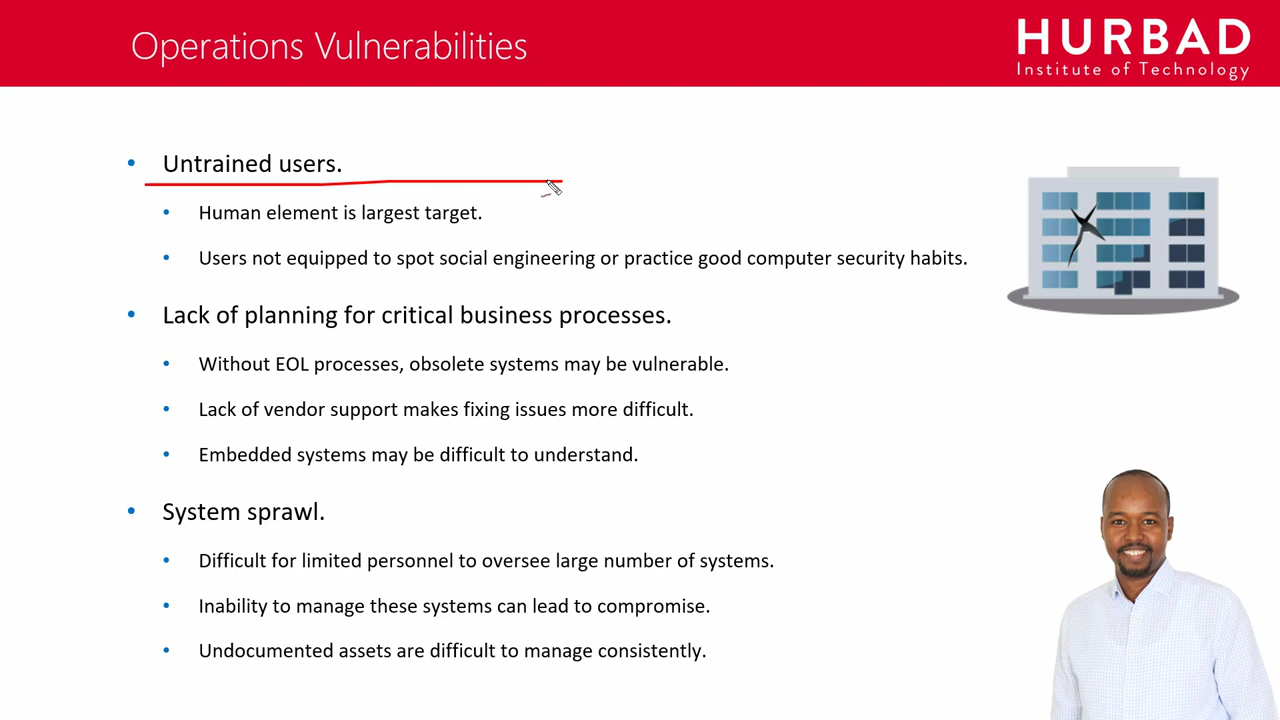 Operations Vulnerabilities
HURBAD
Institute of Technology
Untrained users.
Human element is largest target.
Users not equipped to spot social engineering or practice good computer security habits.
Lack of planning for critical business processes.
Without EOL processes, obsolete systems may be vulnerable.
Lack of vendor support makes fixing issues more difficult.
Embedded systems may be difficult to understand.
System sprawl.
Difficult for limited personnel to oversee large number of systems.
Inability to manage these systems can lead to compromise.
Undocumented assets are difficult to manage consistently.